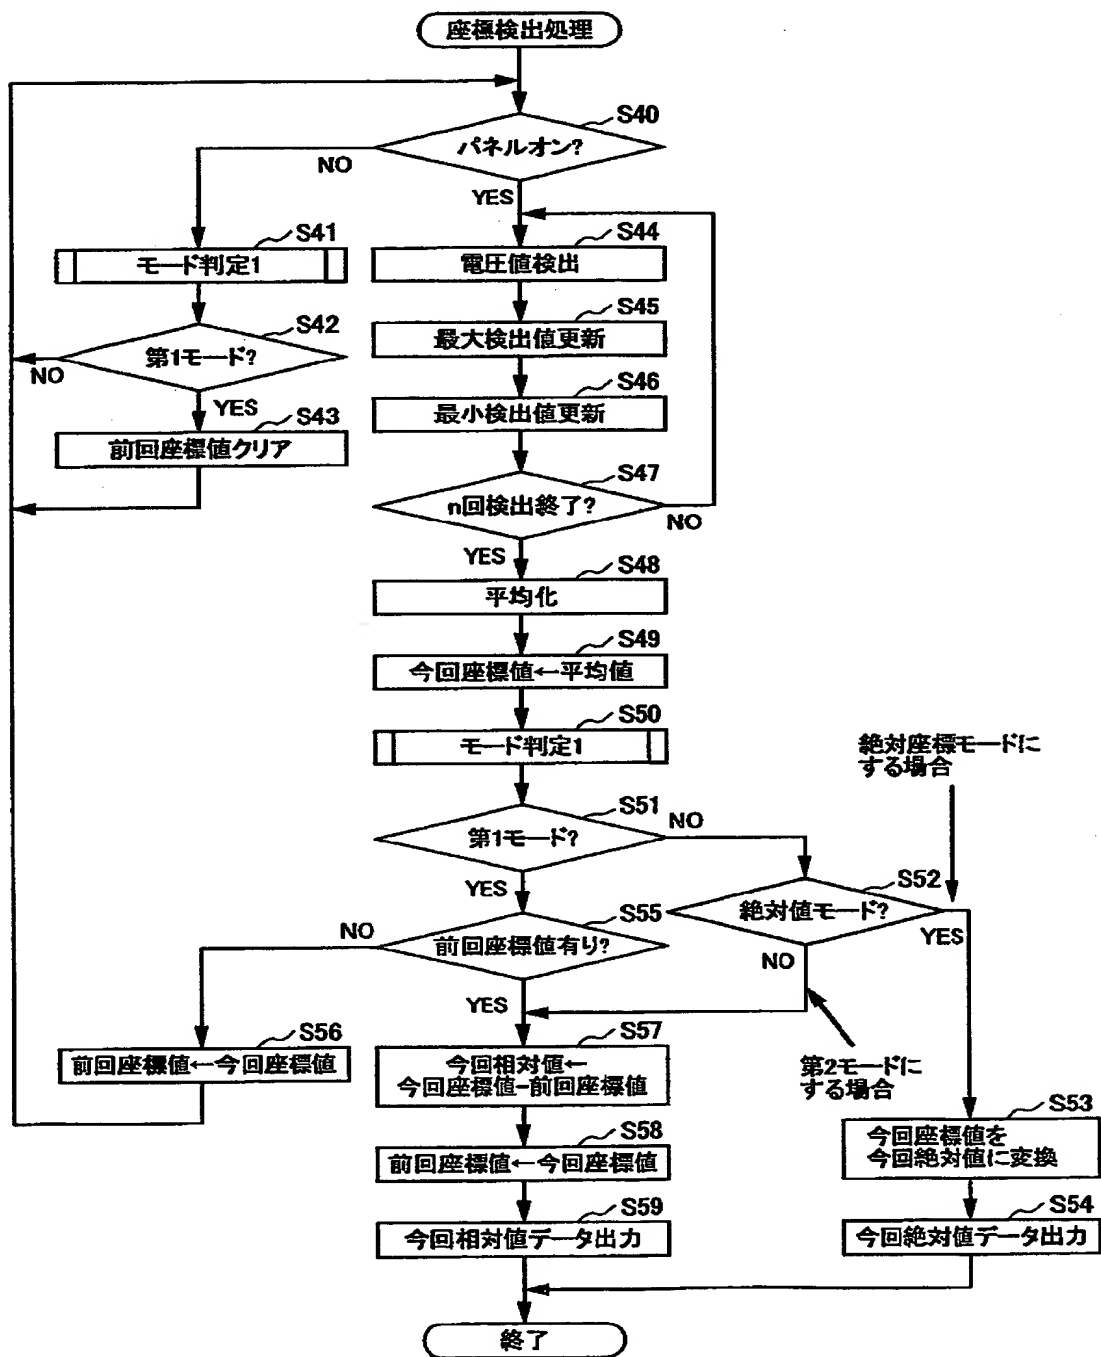 座標検出処理
S40
パネルオン?
NO
YES
S41
モード判定1
S42
第1モード?
NO
YES
S43
前回座標値クリア
S44
電圧値検出
S45
最大検出値更新
S46
最小検出値更新
S47
n回検出終了?
NO
YES
S48
平均化
S49
今回座標値←平均値
S50
モード判定1
S51
第1モード?
NO
YES
絶対座標モードに
する場合
S52
絶対値モード?
YES
NO
第2モードに
する場合
S53
今回座標値を
今回絶対値に変換
S54
今回絶対値データ出力
S55
前回座標値有り?
NO
YES
S56
前回座標値←今回座標値
S57
今回相対値←
今回座標値-前回座標値
S58
前回座標値←今回座標値
S59
今回相対値データ出力
終了